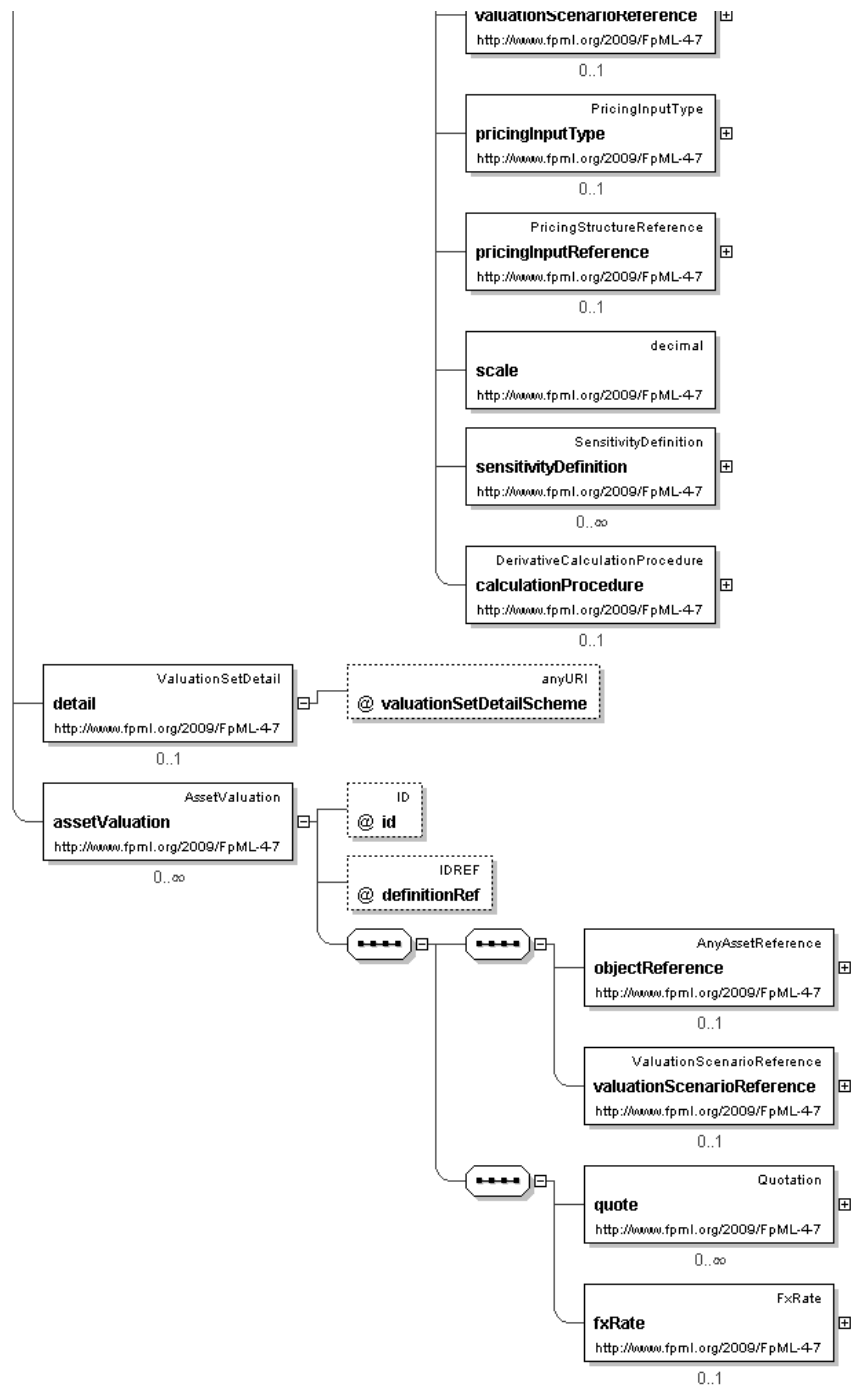 valuationScenarioReference
http://www.fpml.org/2009/FpML-4-7
0..1
PricingInputType
pricingInputType
http://www.fpml.org/2009/FpML-4-7
0..1
PricingStructureReference
pricingInputReference
http://www.fpml.org/2009/FpML-4-7
0..1
decimal
scale
http://www.fpml.org/2009/FpML-4-7
SensitivityDefinition
sensitivityDefinition
http://www.fpml.org/2009/FpML-4-7
0..∞
DerivativeCalculationProcedure
calculationProcedure
http://www.fpml.org/2009/FpML-4-7
0..1
ValuationSetDetail
detail
http://www.fpml.org/2009/FpML-4-7
0..1
anyURI
@ valuationSetDetailScheme
AssetValuation
assetValuation
http://www.fpml.org/2009/FpML-4-7
0..∞
ID
@ id
IDREF
@ definitionRef
AnyAssetReference
objectReference
http://www.fpml.org/2009/FpML-4-7
0..1
ValuationScenarioReference
valuationScenarioReference
http://www.fpml.org/2009/FpML-4-7
0..1
Quotation
quote
http://www.fpml.org/2009/FpML-4-7
0..∞
FxRate
fxRate
http://www.fpml.org/2009/FpML-4-7
0..1